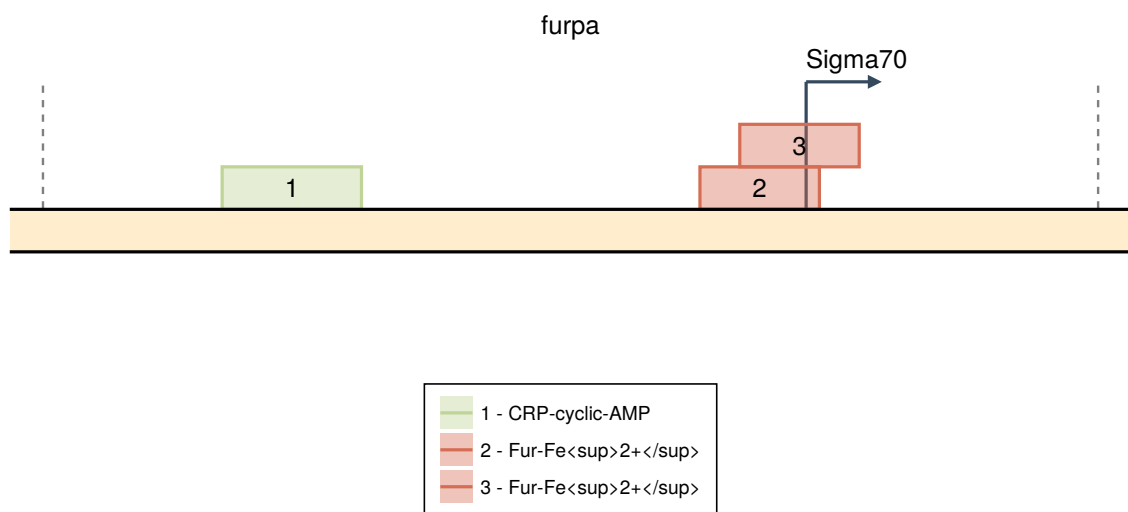 furpa
Sigma70
3
1
2
1 - CRP-cyclic-AMP
2 - Fur-Fe<sup>2+</sup>
3 - Fur-Fe<sup>2+</sup>